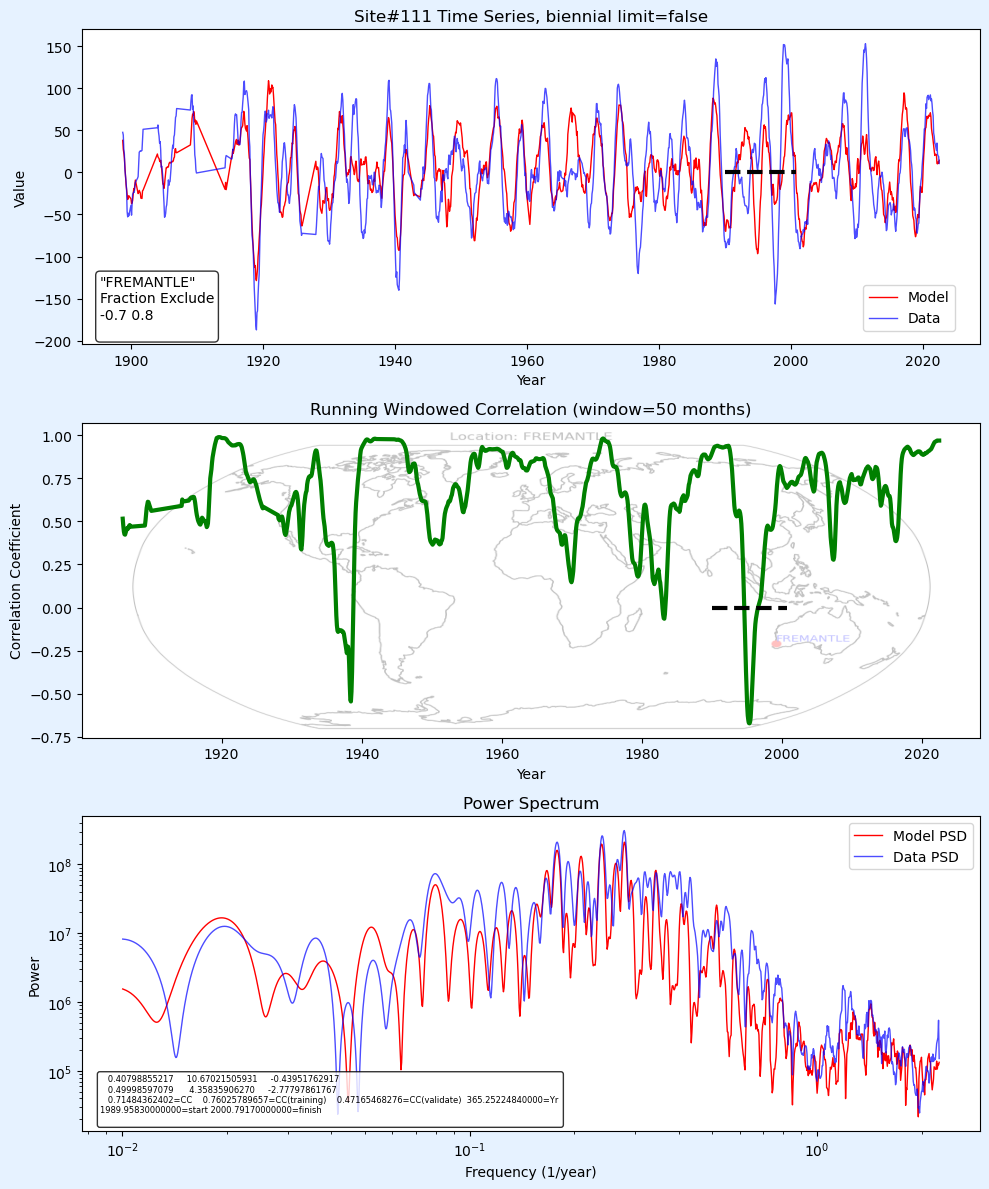 Site#111 Time Series, biennial limit=false
150
100
50
0
−50
−100
−150
−200
Value
"FREMANTLE"
Fraction Exclude
-0.7 0.8
Model
Data
1900
1920
1940
1960
1980
2000
2020
Year
Running Windowed Correlation (window=50 months)
Location: FREMANTLE
1.00
0.75
0.50
0.25
0.00
−0.25
−0.50
−0.75
Correlation Coefficient
FREMANTLE
1920
1940
1960
1980
2000
2020
Year
Power Spectrum
Model PSD
Data PSD
10⁸
10⁷
10⁶
10⁵
Power
0.40798855217 10.67021505931 -0.43951762917
0.49998597079 4.35835906270 -2.77797861767
0.71484362402=CC 0.76025789657=CC(training) 0.47165468276=CC(validate) 365.25224840000=Yr
1989.95830000000=start 2000.79170000000=finish
10⁻²
10⁻¹
10⁰
Frequency (1/year)